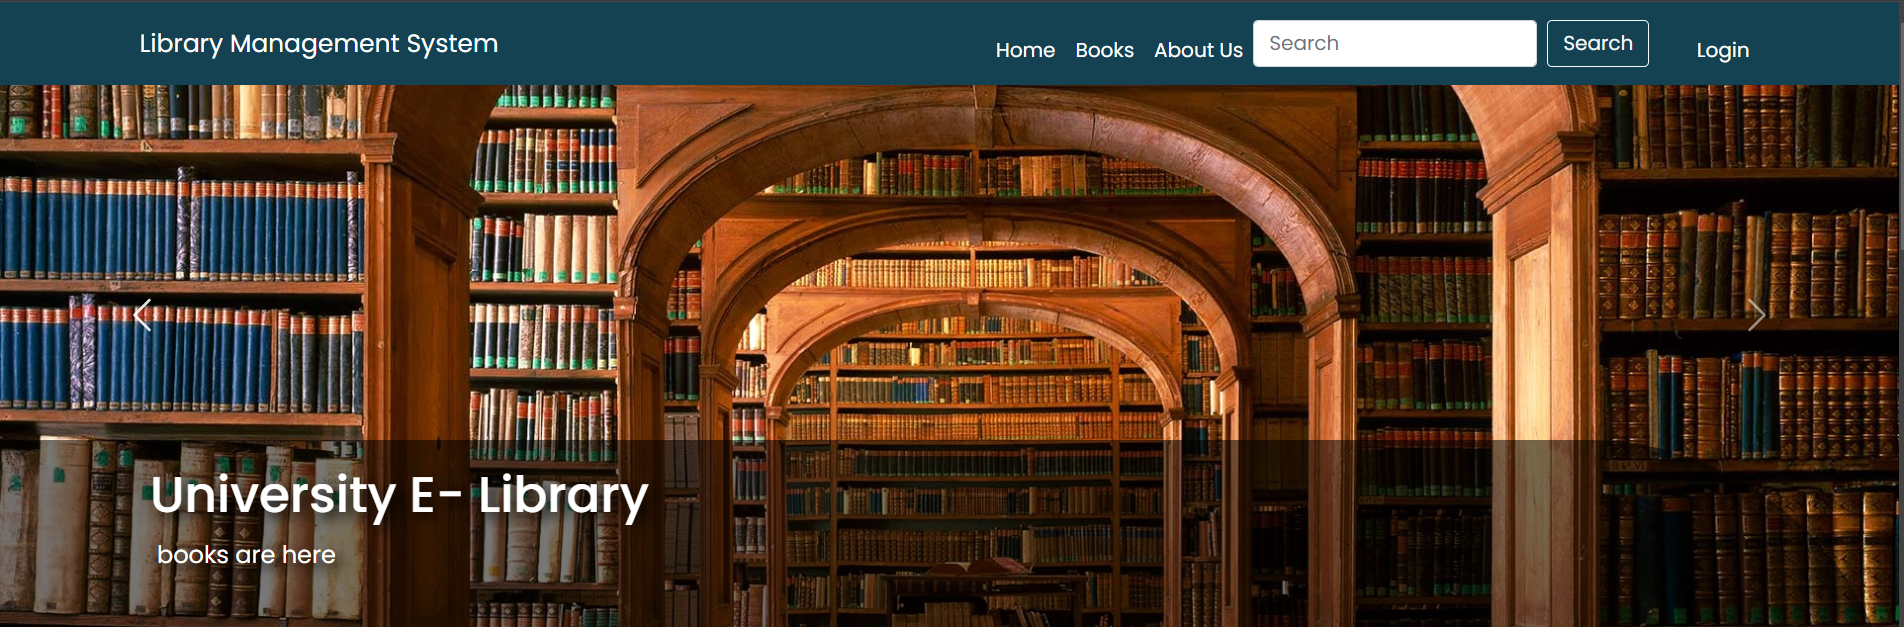 Library Management System
Home Books About Us Search Search Login
University E- Library
books are here